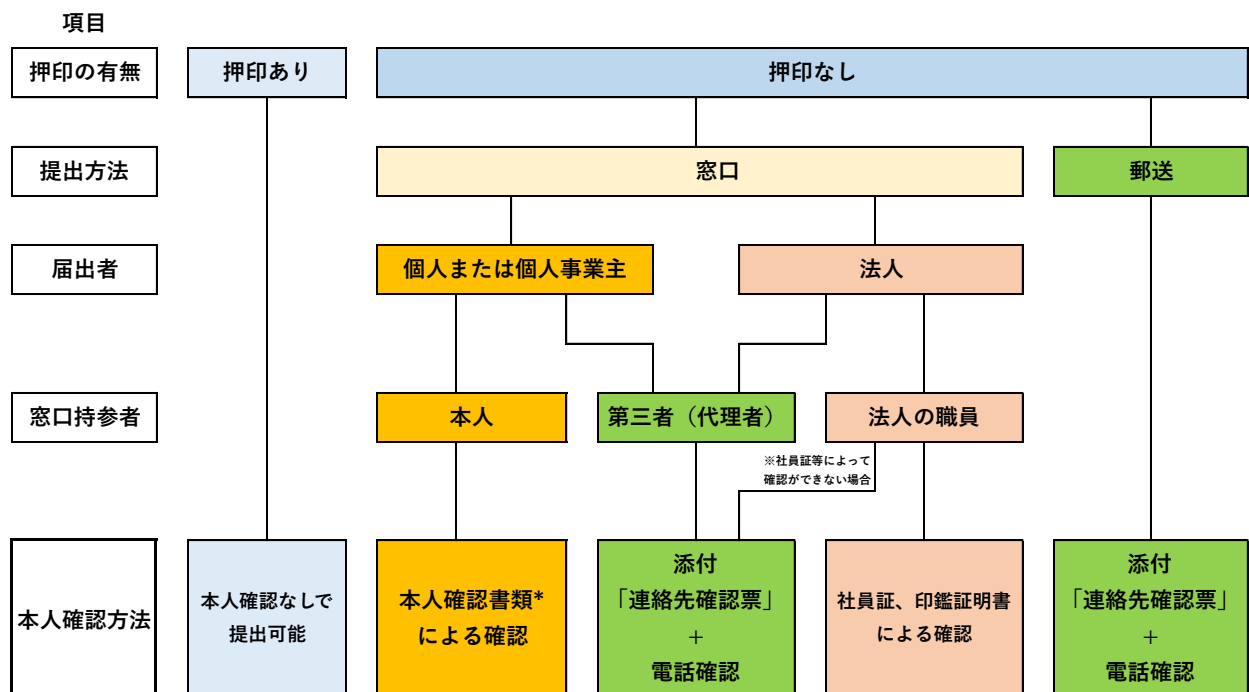 項目
押印の有無
押印あり
押印なし
提出方法
窓口
郵送
届出者
個人または個人事業主
法人
窓口持参者
本人
第三者（代理者）
法人の職員
※社員証等によって
確認ができない場合
本人確認方法
本人確認なしで
提出可能
本人確認書類*
による確認
添付
「連絡先確認票」
+
電話確認
社員証、印鑑証明書
による確認
添付
「連絡先確認票」
+
電話確認